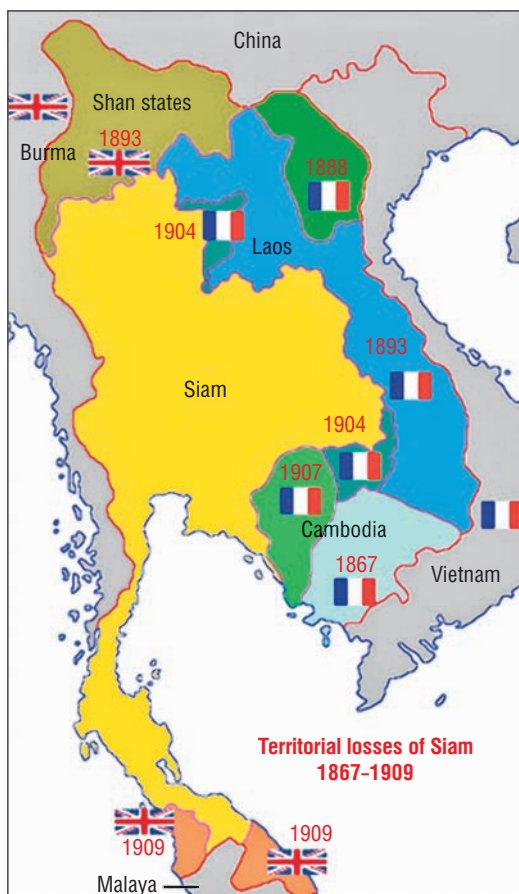 China
Shan states
1893
Burma
1888
1904
Laos
1893
Siam
1904
1907
Cambodia
1867
Vietnam
Territorial losses of Siam
1867–1909
1909
1909
Malaya